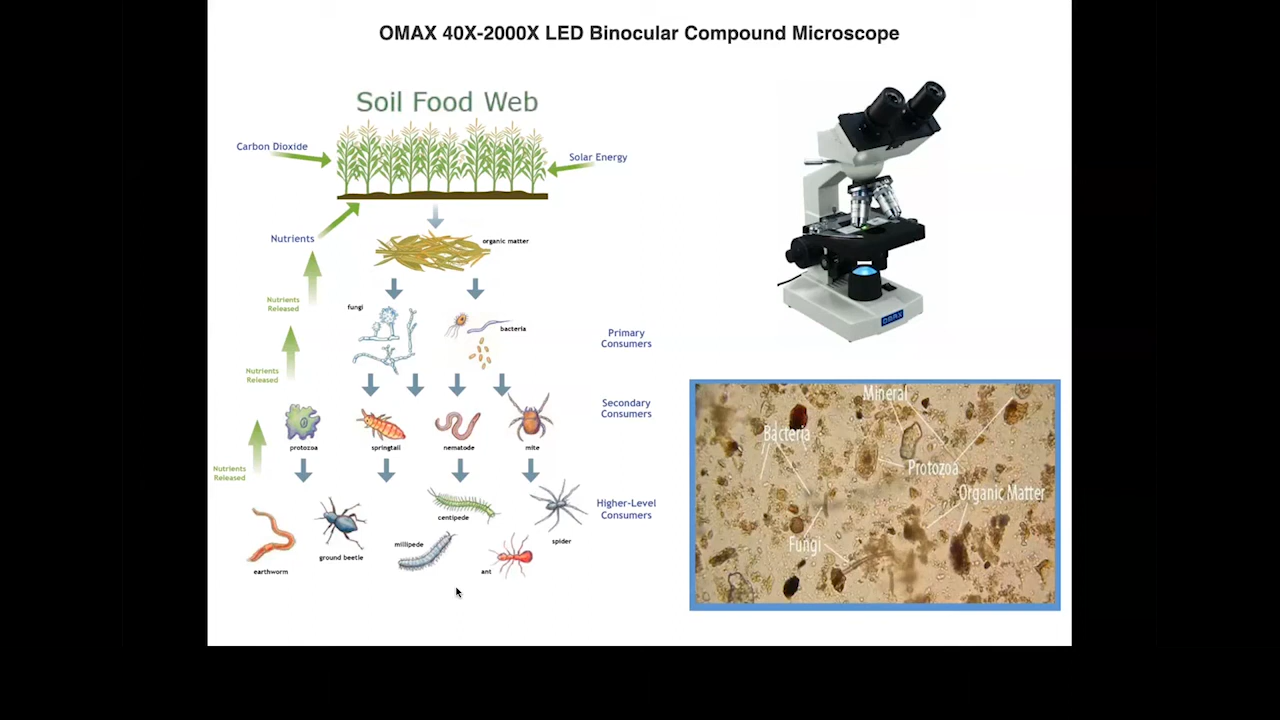 OMAX 40X-2000X LED Binocular Compound Microscope
Soil Food Web
Carbon Dioxide
Solar Energy
Nutrients
organic matter
Nutrients
Released
fungi
bacteria
Primary
Consumers
Nutrients
Released
Secondary
Consumers
protozoa
springtail
nematode
mite
Nutrients
Released
Higher-Level
Consumers
centipede
spider
millipede
ground beetle
earthworm
ant
OMAX
Mineral
Bacteria
Protozoa
Organic Matter
Fungi